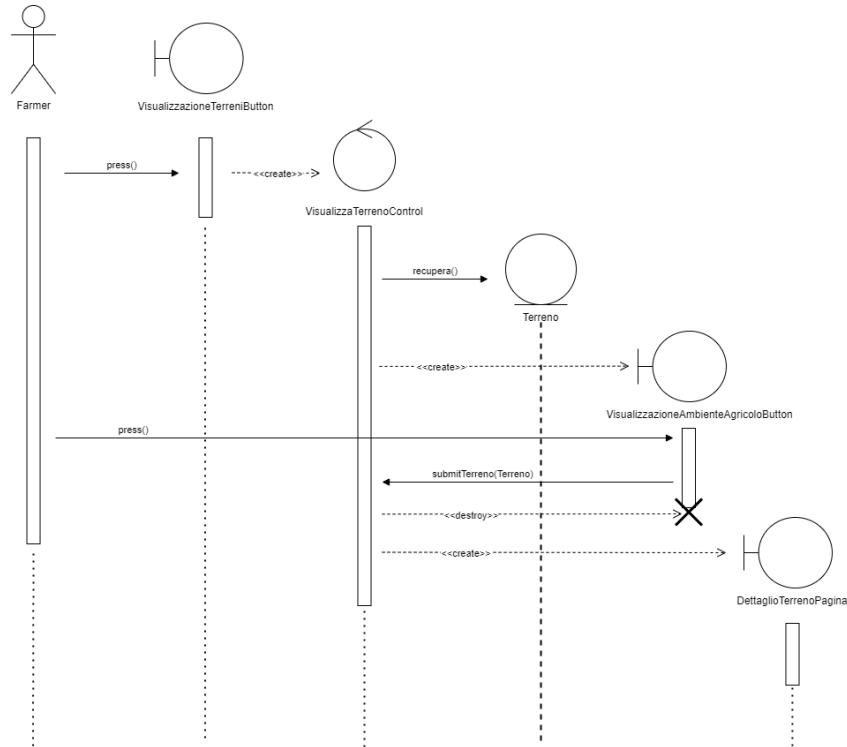 Farmer
VisualizzazioneTerreniButton
press()
<<create>>
VisualizzaTerrenoControl
recupera()
Terreno
<<create>>
VisualizzazioneAmbienteAgricoloButton
press()
submitTerreno(Terreno)
<<destroy>>
<<create>>
DettaglioTerrenoPagina